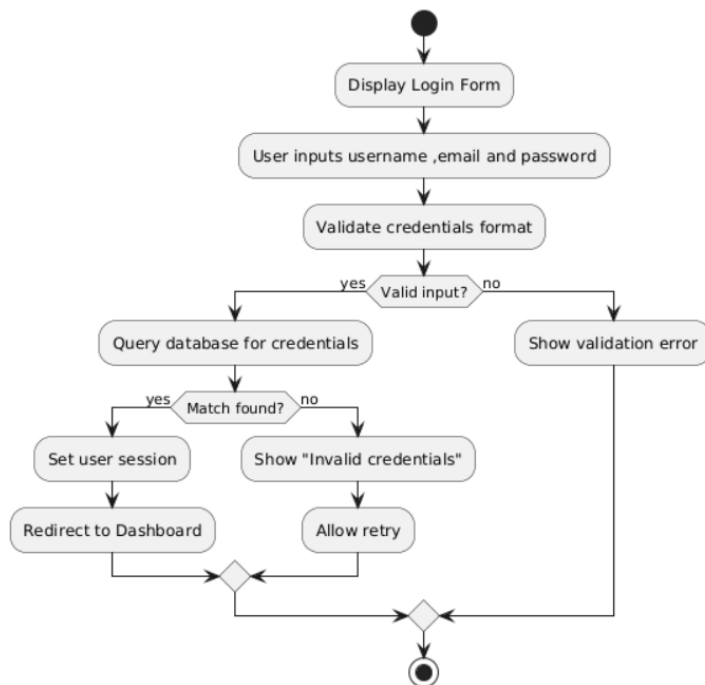 Display Login Form
User inputs username ,email and password
Validate credentials format
yes
Valid input?
no
Query database for credentials
Show validation error
yes
Match found?
no
Set user session
Show "Invalid credentials"
Redirect to Dashboard
Allow retry